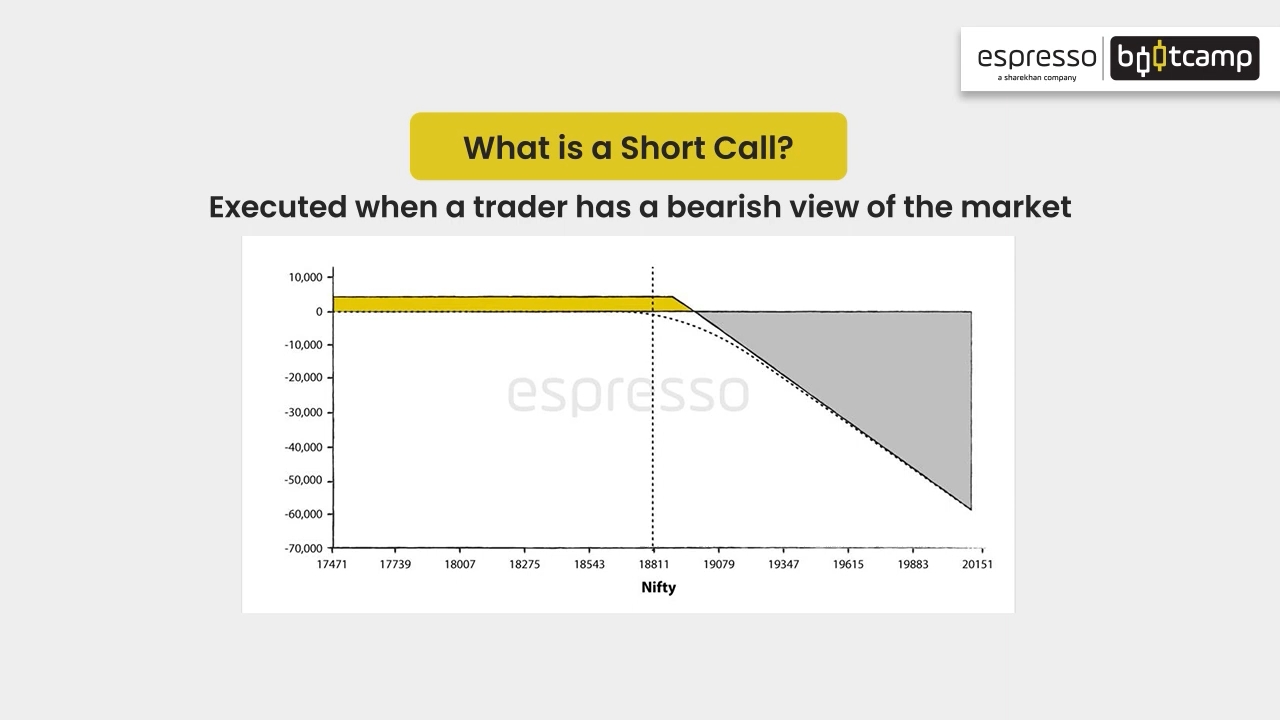 espresso
a sharekhan company
bootcamp
What is a Short Call?
Executed when a trader has a bearish view of the market
10,000
0
-10,000
-20,000
-30,000
-40,000
-50,000
-60,000
-70,000
espresso
17471 17739 18007 18275 18543 18811 19079 19347 19615 19883 20151
Nifty